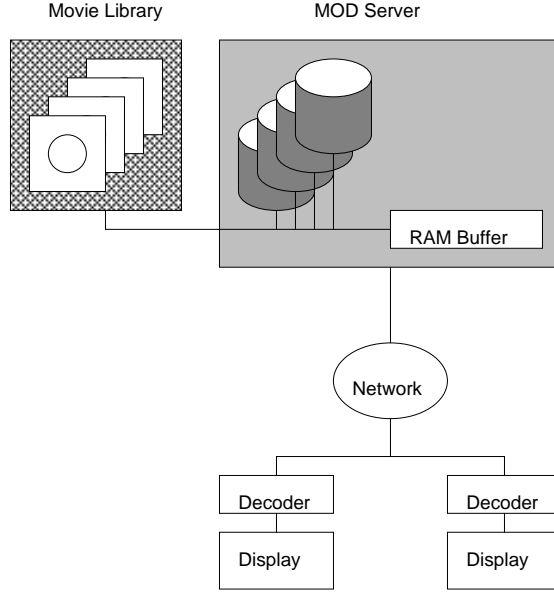 Movie Library
MOD Server
RAM Buffer
Network
Decoder
Decoder
Display
Display